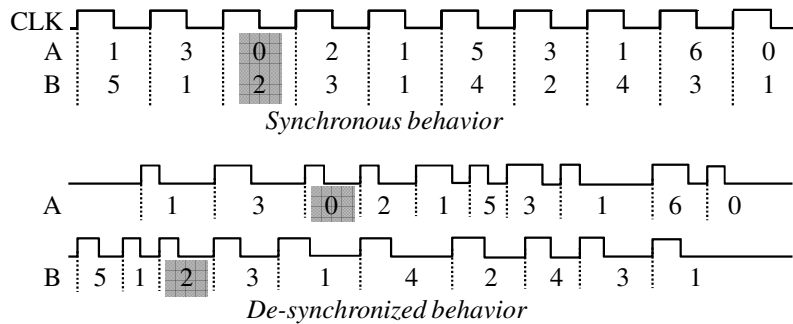 CLK
A 1 3 0 2 1 5 3 1 6 0
B 5 1 2 3 1 4 2 4 3 1
Synchronous behavior
A 1 3 0 2 1 5 3 1 6 0
B 5 1 2 3 1 4 2 4 3 1
De-synchronized behavior